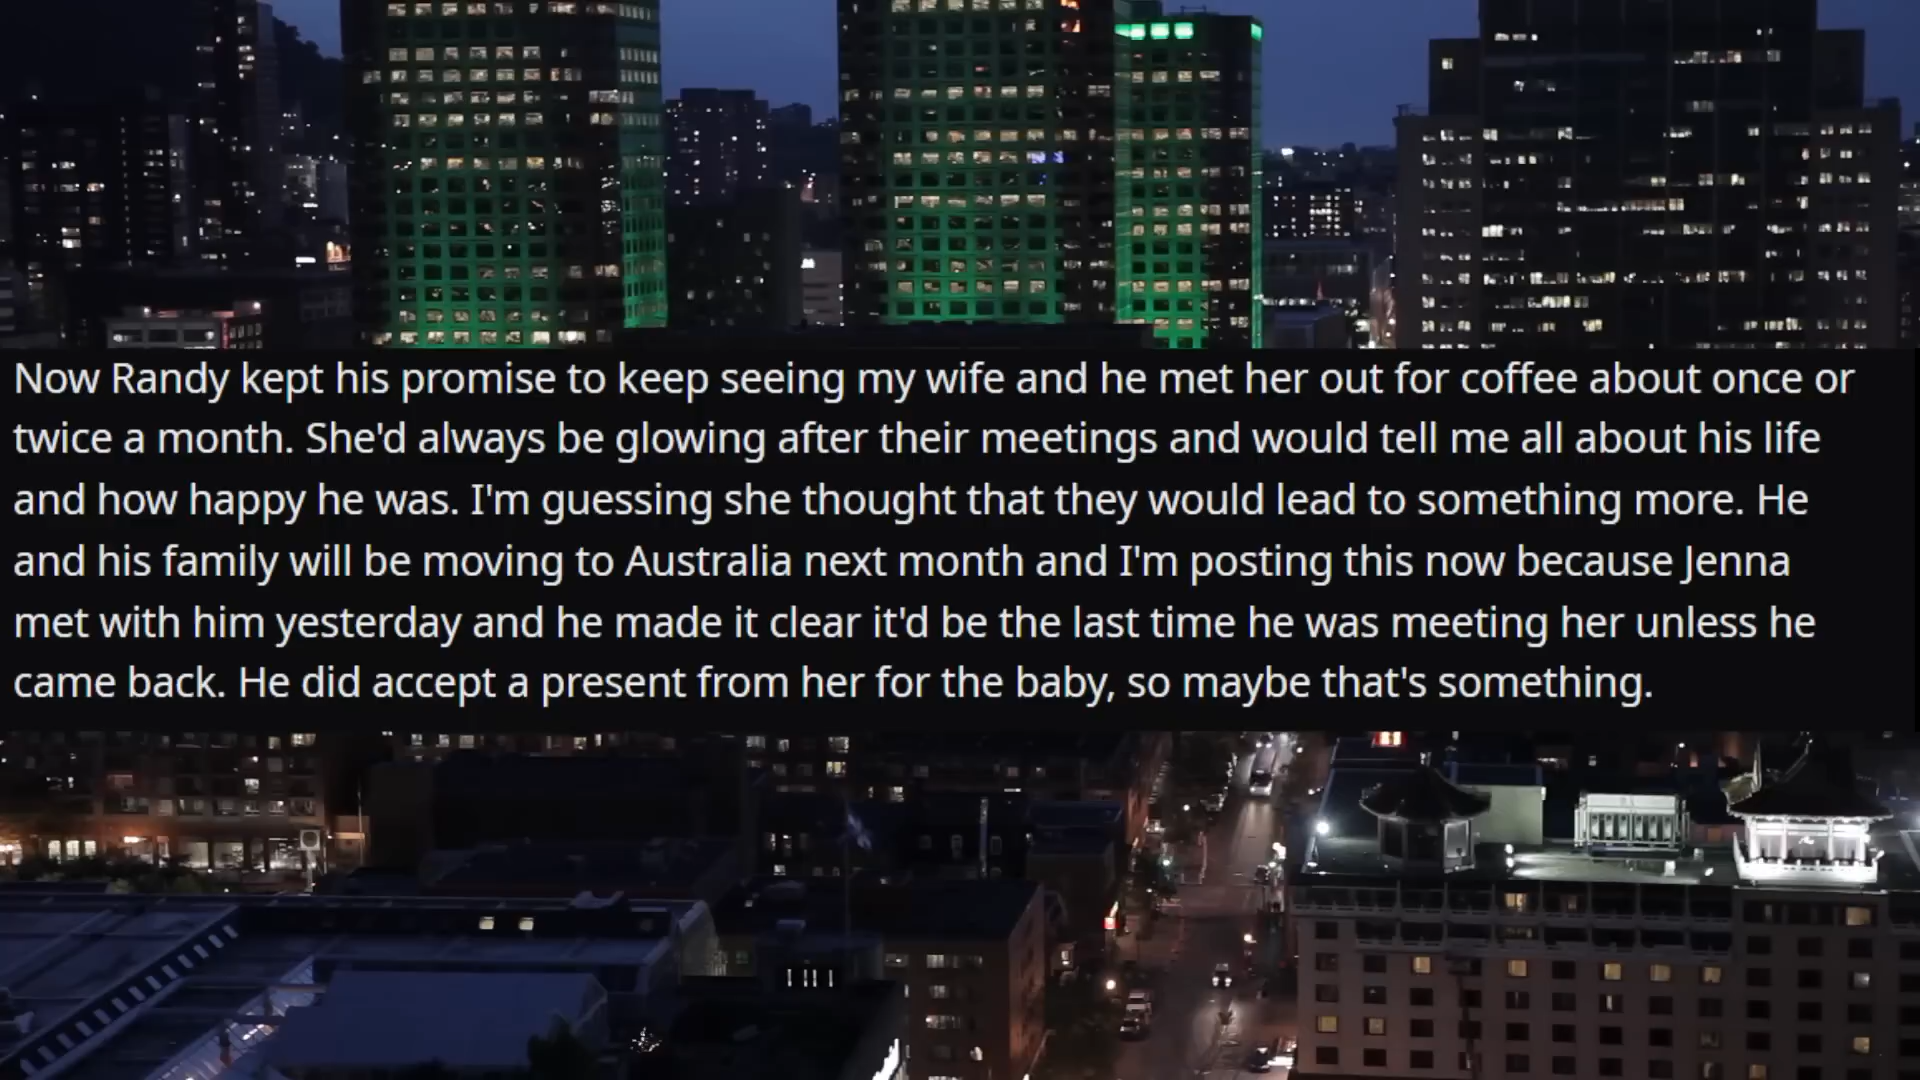 Now Randy kept his promise to keep seeing my wife and he met her out for coffee about once or
twice a month. She'd always be glowing after their meetings and would tell me all about his life
and how happy he was. I'm guessing she thought that they would lead to something more. He
and his family will be moving to Australia next month and I'm posting this now because Jenna
met with him yesterday and he made it clear it'd be the last time he was meeting her unless he
came back. He did accept a present from her for the baby, so maybe that's something.